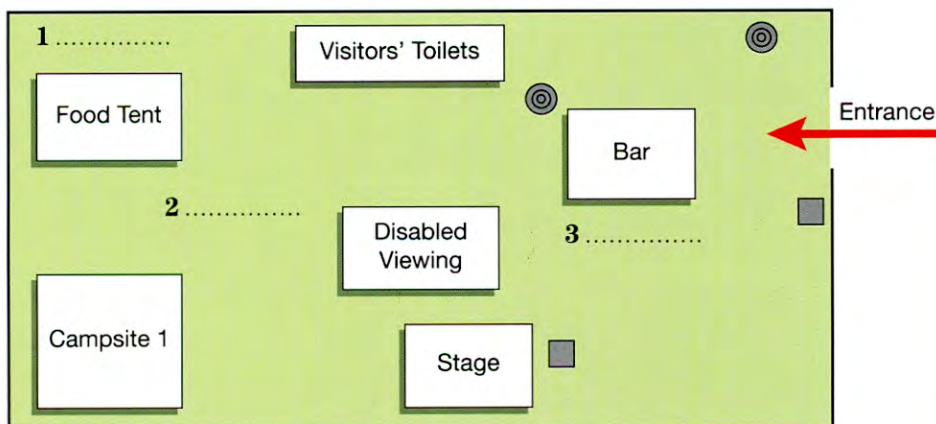 1 ...............
Visitors' Toilets
Food Tent
Entrance
Bar
2 ...............
Disabled
Viewing
3 ...............
Campsite 1
Stage